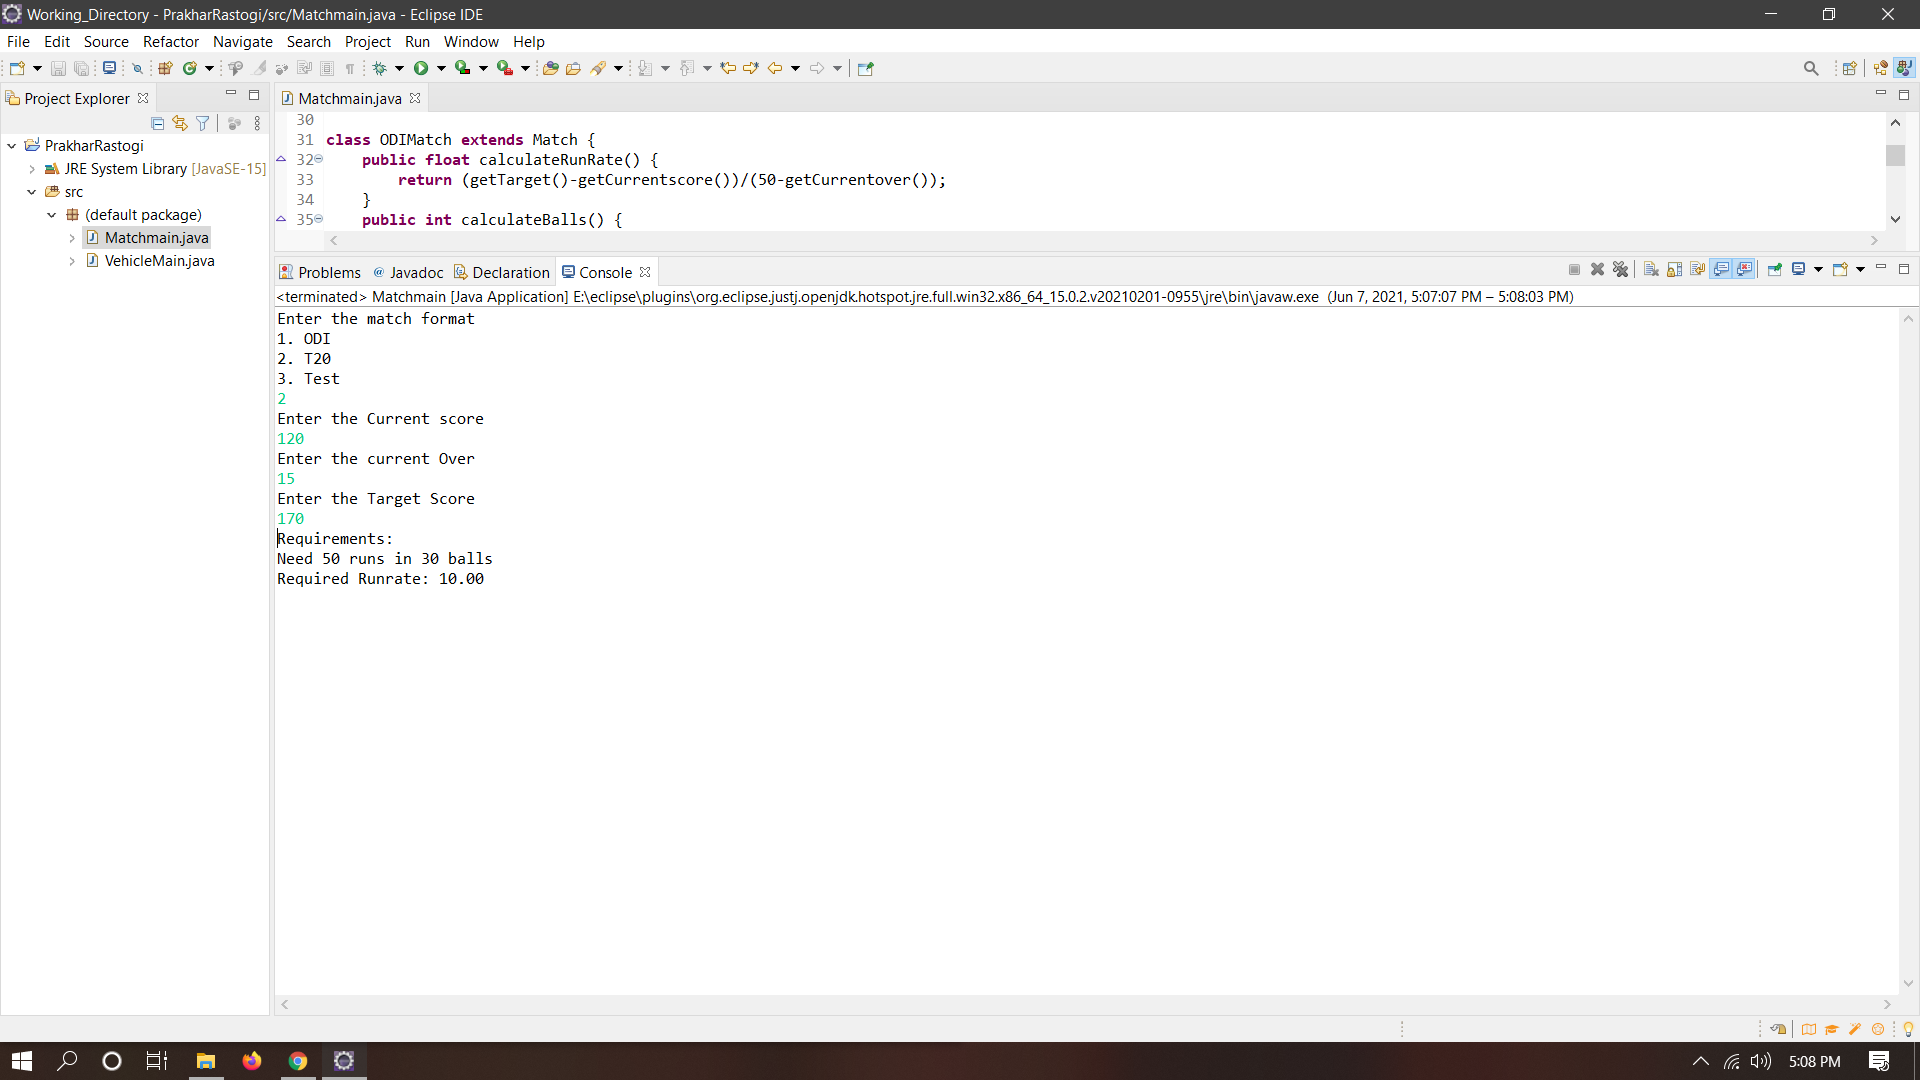 Working_Directory - PrakharRastogi/src/Matchmain.java - Eclipse IDE
File Edit Source Refactor Navigate Search Project Run Window Help
Project Explorer
PrakharRastogi
JRE System Library [JavaSE-15]
src
(default package)
Matchmain.java
VehicleMain.java
Matchmain.java
30
31 class ODIMatch extends Match {
32 public float calculateRunRate() {
33 return (getTarget()-getCurrentscore())/(50-getCurrentover());
34 }
35 public int calculateBalls() {
Problems @ Javadoc Declaration Console
<terminated> Matchmain [Java Application] E:\eclipse\plugins\org.eclipse.justj.openjdk.hotspot.jre.full.win32.x86_64_15.0.2.v20210201-0955\jre\bin\javaw.exe (Jun 7, 2021, 5:07:07 PM – 5:08:03 PM)
Enter the match format
1. ODI
2. T20
3. Test
2
Enter the Current score
120
Enter the current Over
15
Enter the Target Score
170
Requirements:
Need 50 runs in 30 balls
Required Runrate: 10.00
5:08 PM